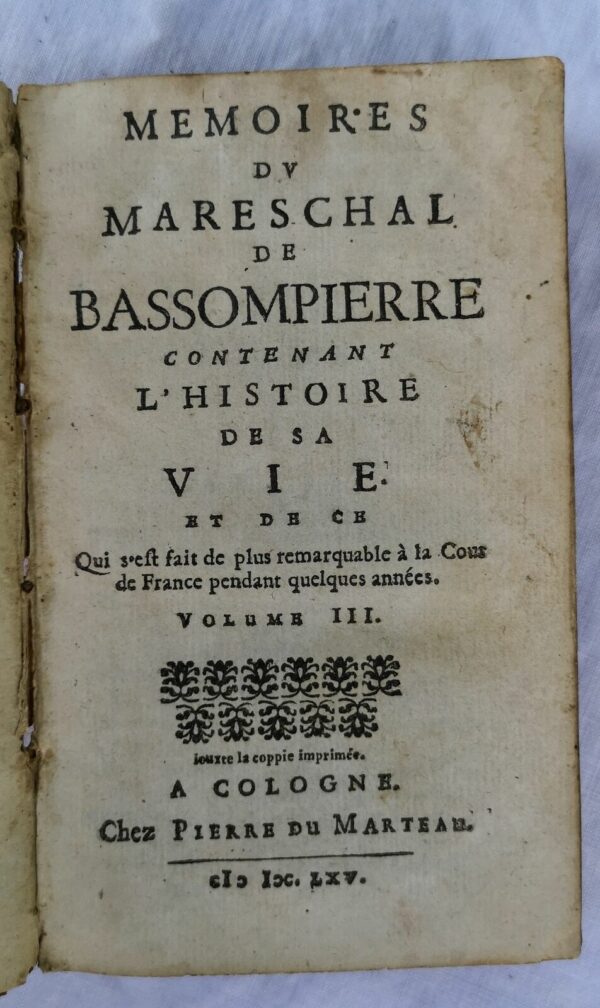 MEMOIRES
DV
MARESCHAL
DE
BASSOMPIERRE
CONTENANT
L'HISTOIRE
DE SA
VIE.
ET DE CE
Qui s'eſt fait de plus remarquable à la Cour
de France pendant quelques années.
VOLUME III.
Iouxte la coppie imprimée.
A COLOGNE.
Chez PIERRE DU MARTEAU.
cIↄ Iↄc. LXV.